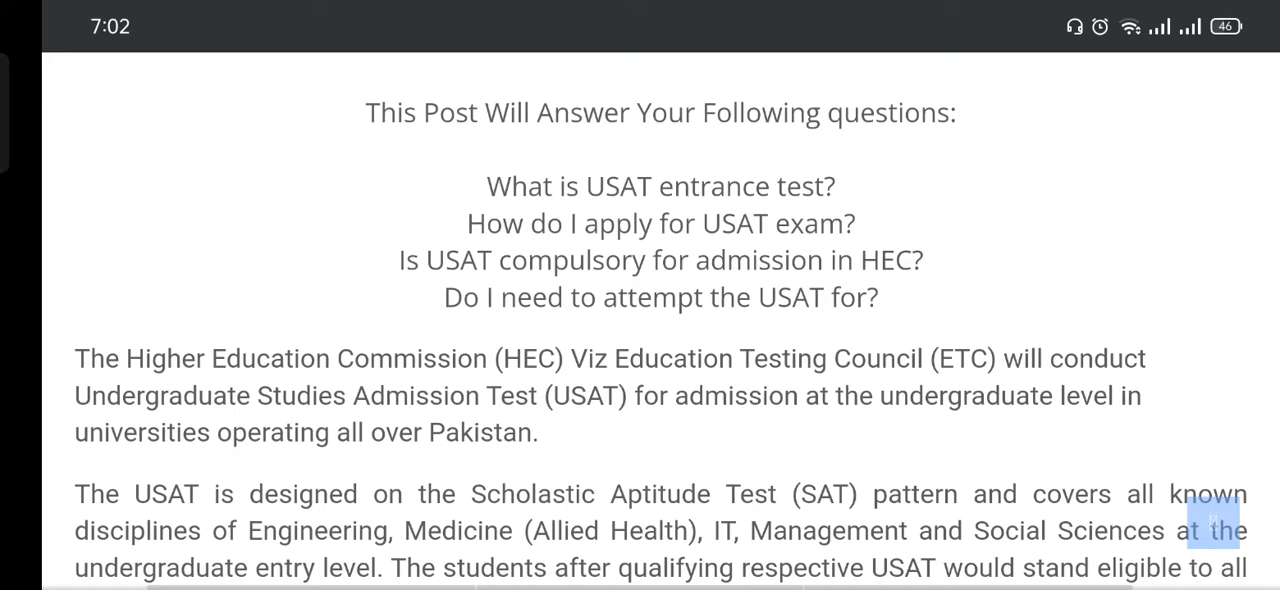 7:02
46
This Post Will Answer Your Following questions:
What is USAT entrance test?
How do I apply for USAT exam?
Is USAT compulsory for admission in HEC?
Do I need to attempt the USAT for?
The Higher Education Commission (HEC) Viz Education Testing Council (ETC) will conduct
Undergraduate Studies Admission Test (USAT) for admission at the undergraduate level in
universities operating all over Pakistan.
The USAT is designed on the Scholastic Aptitude Test (SAT) pattern and covers all known
disciplines of Engineering, Medicine (Allied Health), IT, Management and Social Sciences at the
undergraduate entry level. The students after qualifying respective USAT would stand eligible to all